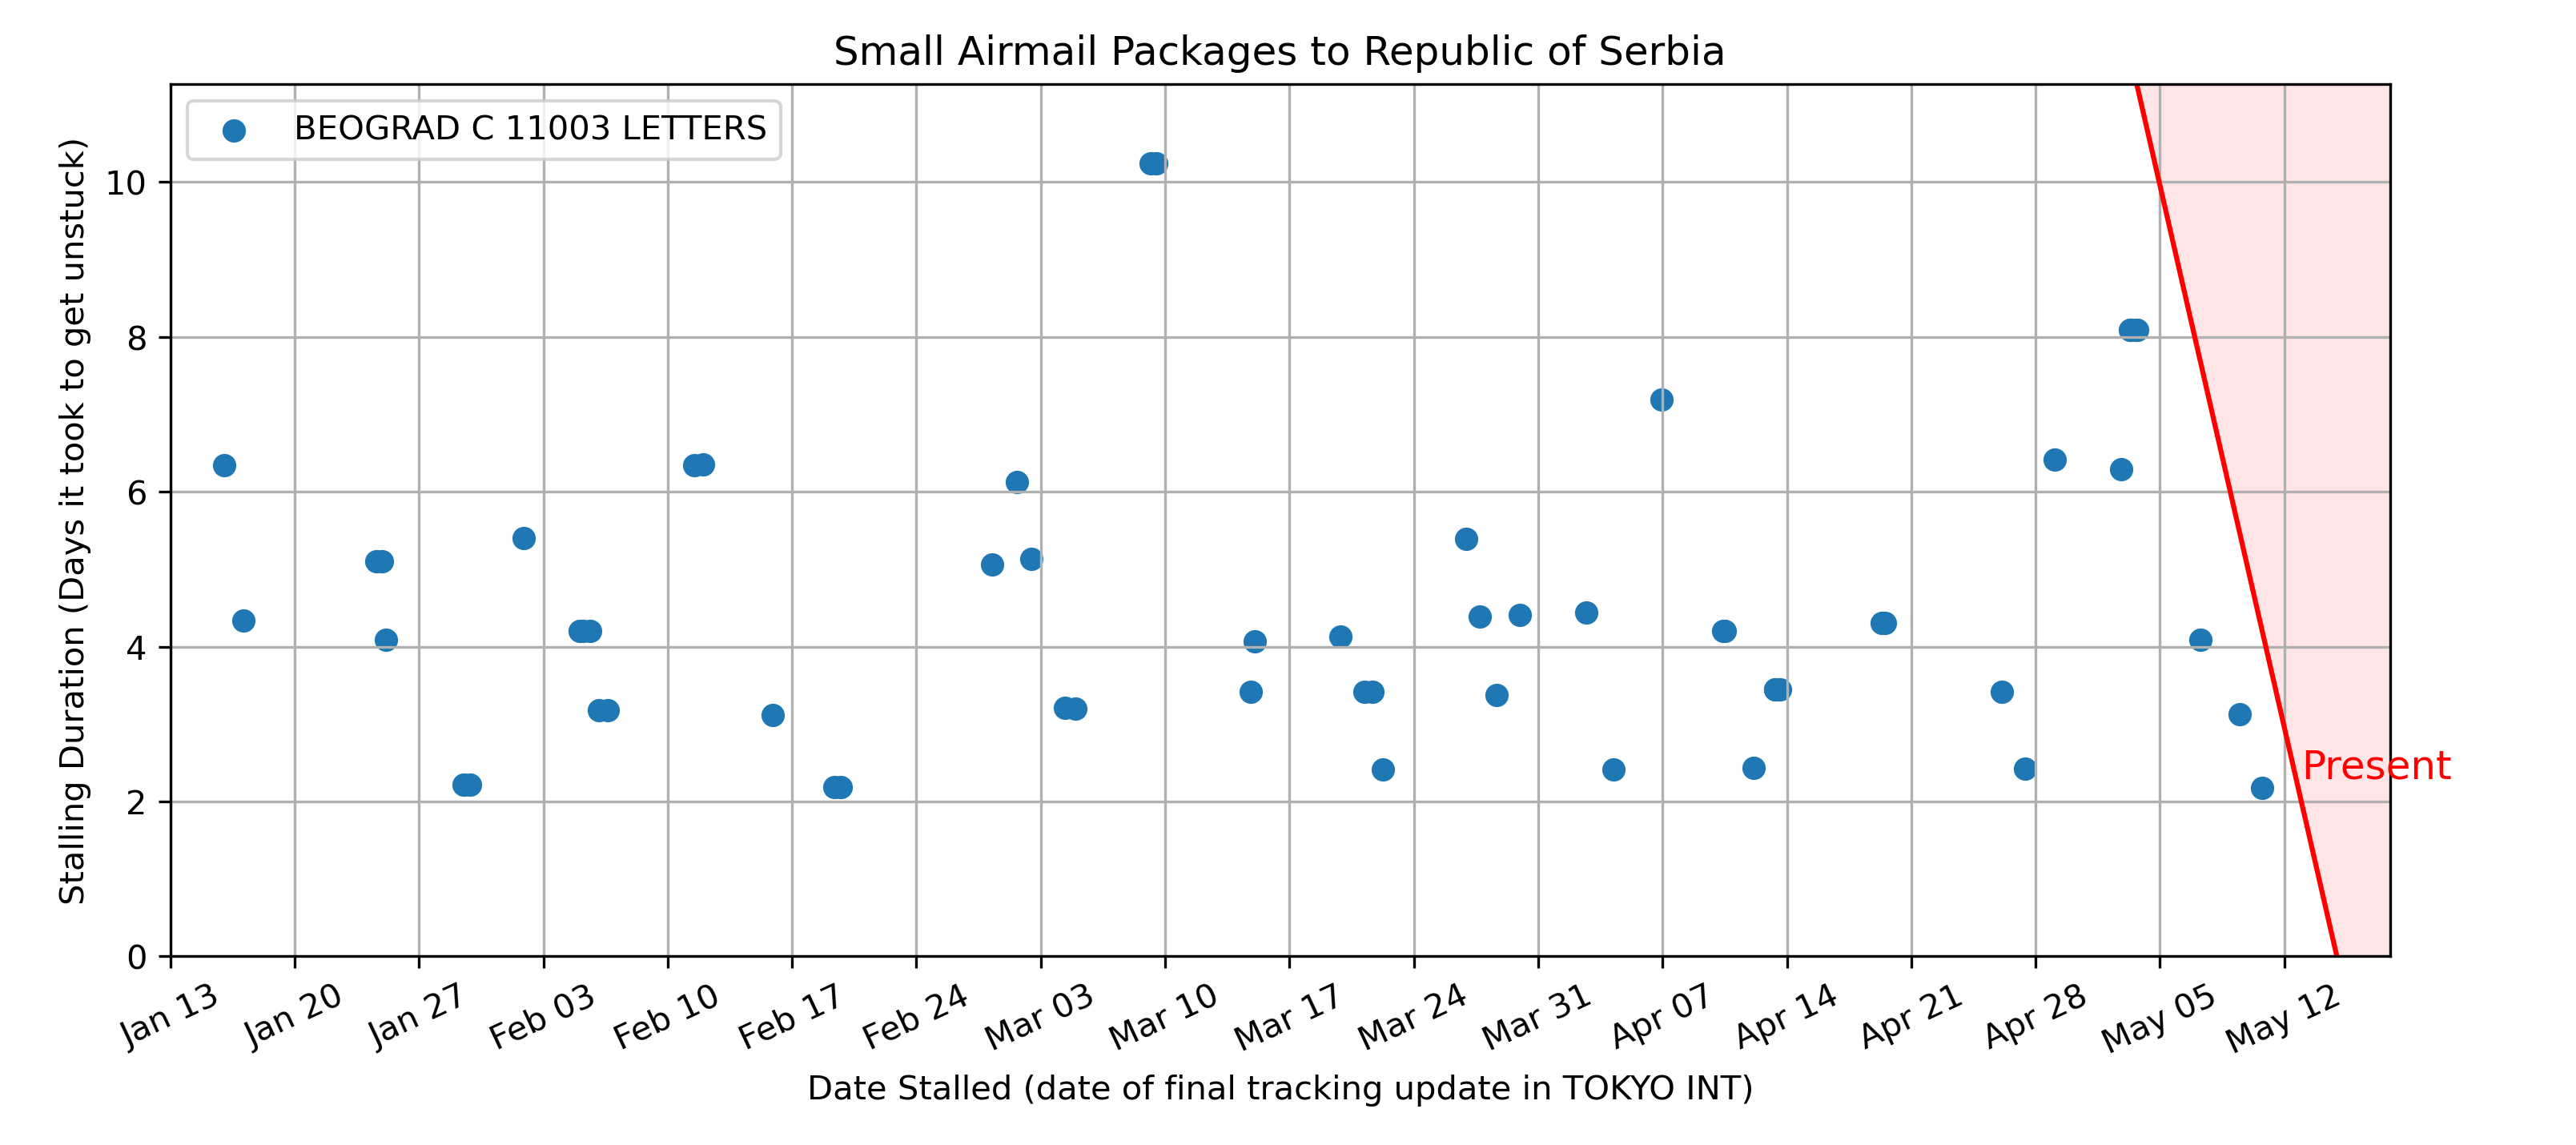 Small Airmail Packages to Republic of Serbia
BEOGRAD C 11003 LETTERS
Stalling Duration (Days it took to get unstuck)
10
8
6
4
2
0
Present
Jan 13 Jan 20 Jan 27 Feb 03 Feb 10 Feb 17 Feb 24 Mar 03 Mar 10 Mar 17 Mar 24 Mar 31 Apr 07 Apr 14 Apr 21 Apr 28 May 05 May 12
Date Stalled (date of final tracking update in TOKYO INT)